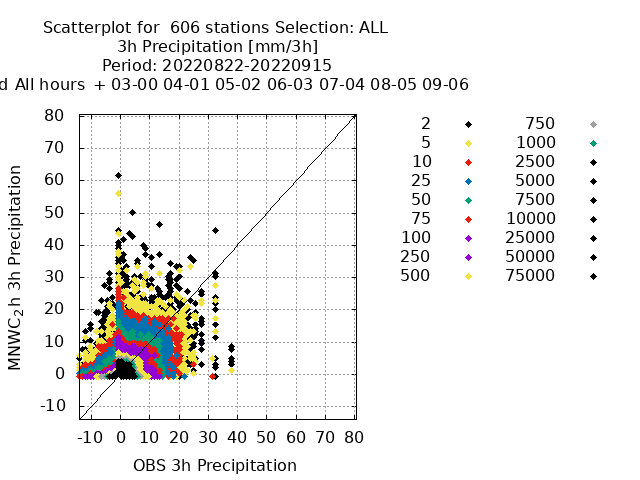 Scatterplot for 606 stations Selection: ALL
3h Precipitation [mm/3h]
Period: 20220822-20220915
d All hours + 03-00 04-01 05-02 06-03 07-04 08-05 09-06
MNWC_2h 3h Precipitation
80
70
60
50
40
30
20
10
0
-10
-10 0 10 20 30 40 50 60 70 80
OBS 3h Precipitation
2 750
5 1000
10 2500
25 5000
50 7500
75 10000
100 25000
250 50000
500 75000